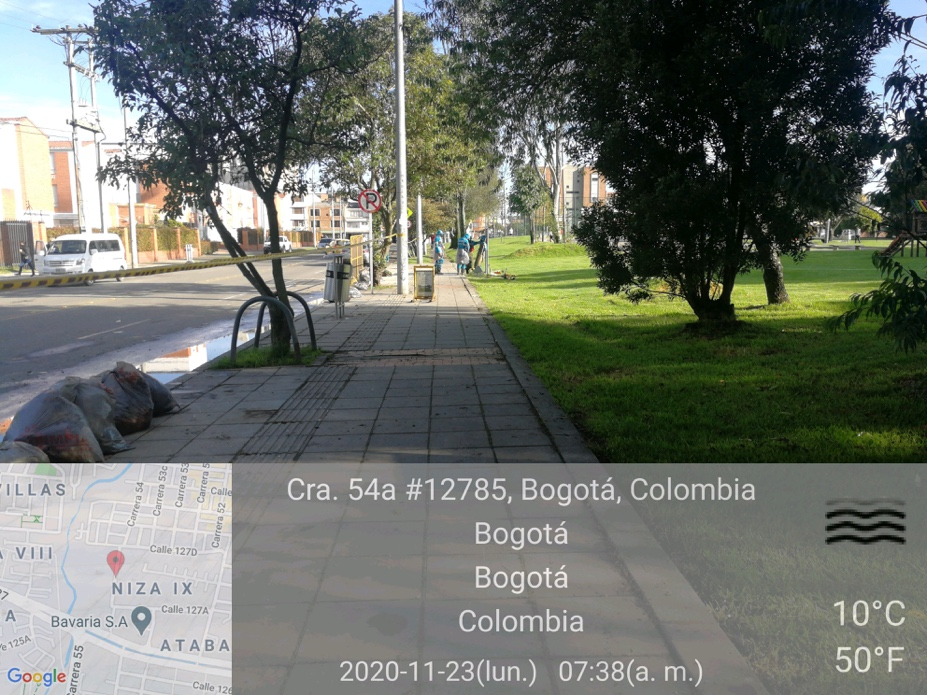 R
Cra. 54a #12785, Bogotá, Colombia
Bogotá
Bogotá
Colombia
2020-11-23(lun.) 07:38(a. m.)
10°C
50°F
VILLAS
Carrera 54
Carrera 53
Carrera 53
Calle
Carrera 52
Calle 127D
A VIII
NIZA IX
Calle 127A
Bavaria S.A
A
125A
ATABA
Carrera 55
Calle 126
Google